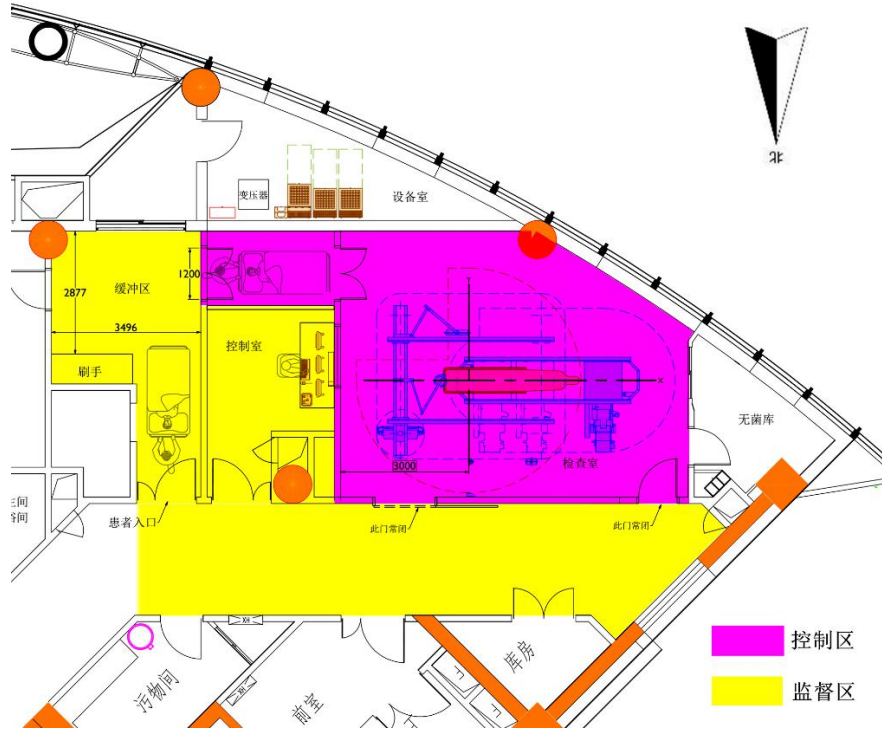 北
变压器
设备室
1200
缓冲区
2877
3496
控制室
刷手
X
无菌库
3000
检查室
患者入口
此门常闭
此门常闭
污物间
前室
库房
控制区
监督区